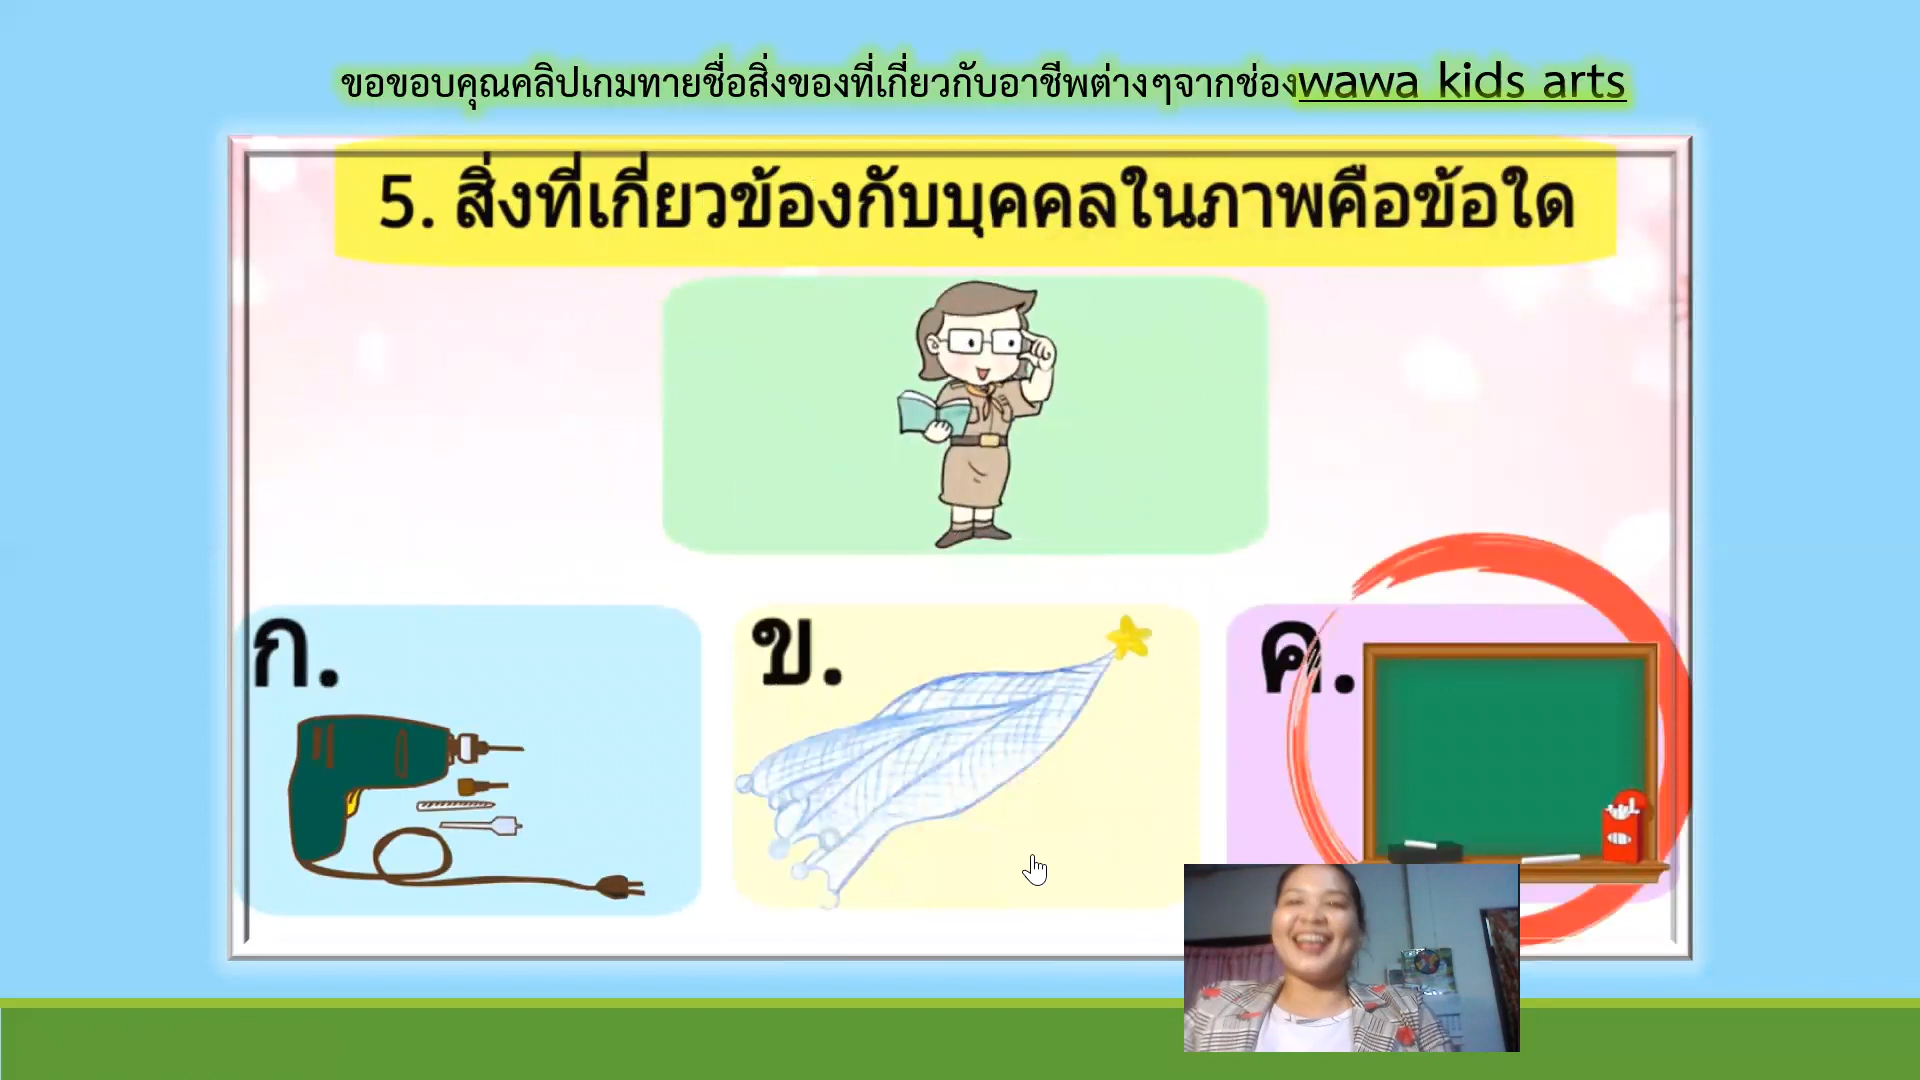 ขอขอบคุณคลิปเกมทายชื่อสิ่งของที่เกี่ยวกับอาชีพต่างๆจากช่องwawa kids arts
5. สิ่งที่เกี่ยวข้องกับบุคคลในภาพคือข้อใด
ก.
ข.
ค.